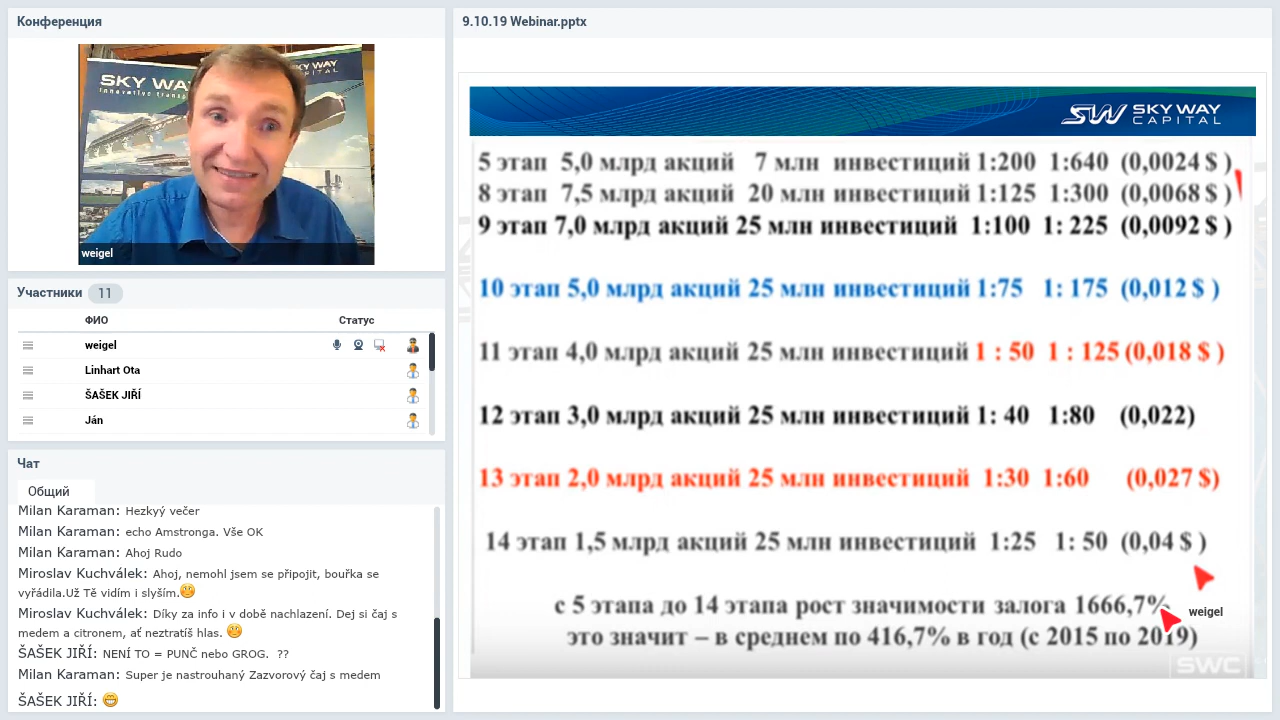 Конференция
SKY WAY
CAPITAL
weigel
Участники 11
ФИО Статус
weigel
Linhart Ota
ŠAŠEK JIŘÍ
Ján
Чат
Общий
Milan Karaman: Hezkyý večer
Milan Karaman: echo Amstronga. Vše OK
Milan Karaman: Ahoj Rudo
Miroslav Kuchválek: Ahoj, nemohl jsem se připojit, bouřka se
vyřádila.Už Tě vidím i slyším.
Miroslav Kuchválek: Díky za info i v době nachlazení. Dej si čaj s
medem a citronem, ať neztratíš hlas.
ŠAŠEK JIŘÍ: NENÍ TO = PUNČ nebo GROG. ??
Milan Karaman: Super je nastrouhaný Zazvorový čaj s medem
ŠAŠEK JIŘÍ:
9.10.19 Webinar.pptx
SW SKY WAY
CAPITAL
5 этап 5,0 млрд акций 7 млн инвестиций 1:200 1:640 (0,0024 $ )
8 этап 7,5 млрд акций 20 млн инвестиций 1:125 1:300 (0,0068 $ )
9 этап 7,0 млрд акций 25 млн инвестиций 1:100 1: 225 (0,0092 $ )
10 этап 5,0 млрд акций 25 млн инвестиций 1:75 1: 175 (0,012 $ )
11 этап 4,0 млрд акций 25 млн инвестиций 1 : 50 1 : 125 (0,018 $ )
12 этап 3,0 млрд акций 25 млн инвестиций 1: 40 1:80 (0,022)
13 этап 2,0 млрд акций 25 млн инвестиций 1:30 1:60 (0,027 $)
14 этап 1,5 млрд акций 25 млн инвестиций 1:25 1: 50 (0,04 $ )
с 5 этапа до 14 этапа рост значимости залога 1666,7%
weigel
это значит – в среднем по 416,7% в год (с 2015 по 2019)
SWC